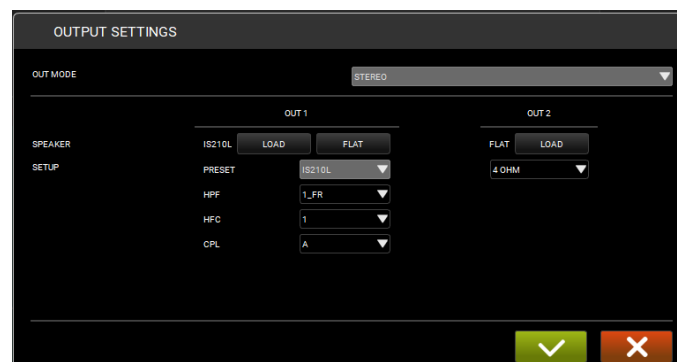 OUTPUT SETTINGS
OUT MODE
STEREO
OUT 1
OUT 2
SPEAKER
IS210L
LOAD
FLAT
FLAT
LOAD
SETUP
PRESET
IS210L
4 OHM
HPF
1_FR
HFC
1
CPL
A